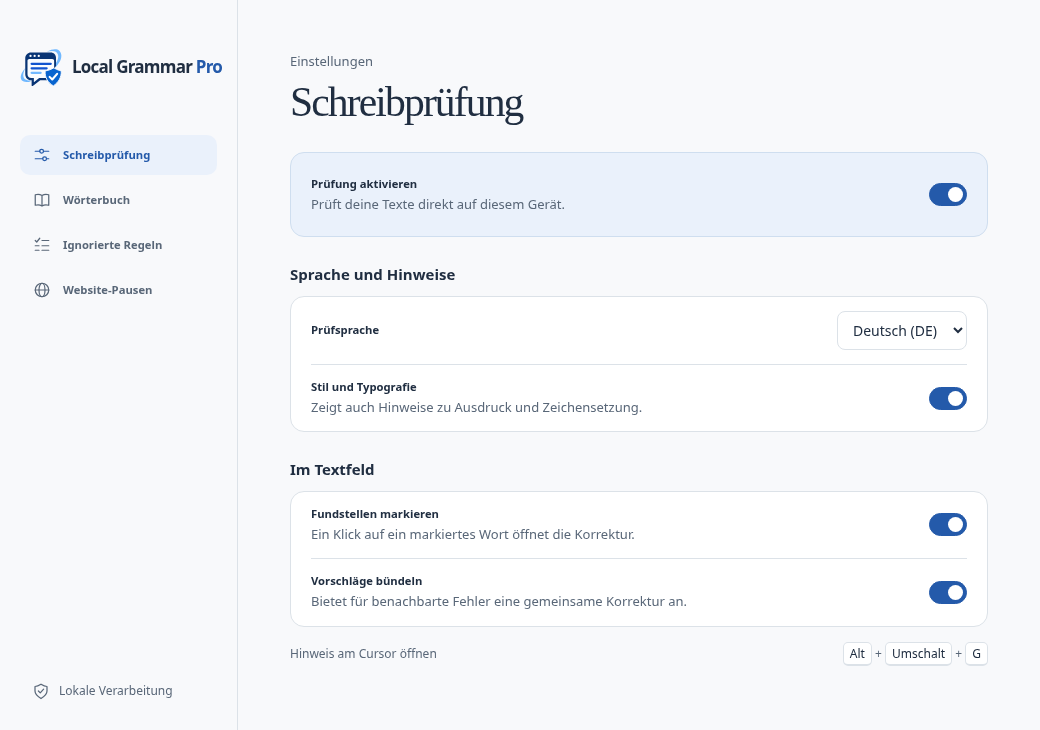 Local Grammar Pro
Schreibprüfung
Wörterbuch
Ignorierte Regeln
Website-Pausen
Lokale Verarbeitung
Einstellungen
Schreibprüfung
Prüfung aktivieren
Prüft deine Texte direkt auf diesem Gerät.
Sprache und Hinweise
Prüfsprache
Deutsch (DE)
Stil und Typografie
Zeigt auch Hinweise zu Ausdruck und Zeichensetzung.
Im Textfeld
Fundstellen markieren
Ein Klick auf ein markiertes Wort öffnet die Korrektur.
Vorschläge bündeln
Bietet für benachbarte Fehler eine gemeinsame Korrektur an.
Hinweis am Cursor öffnen
Alt + Umschalt + G